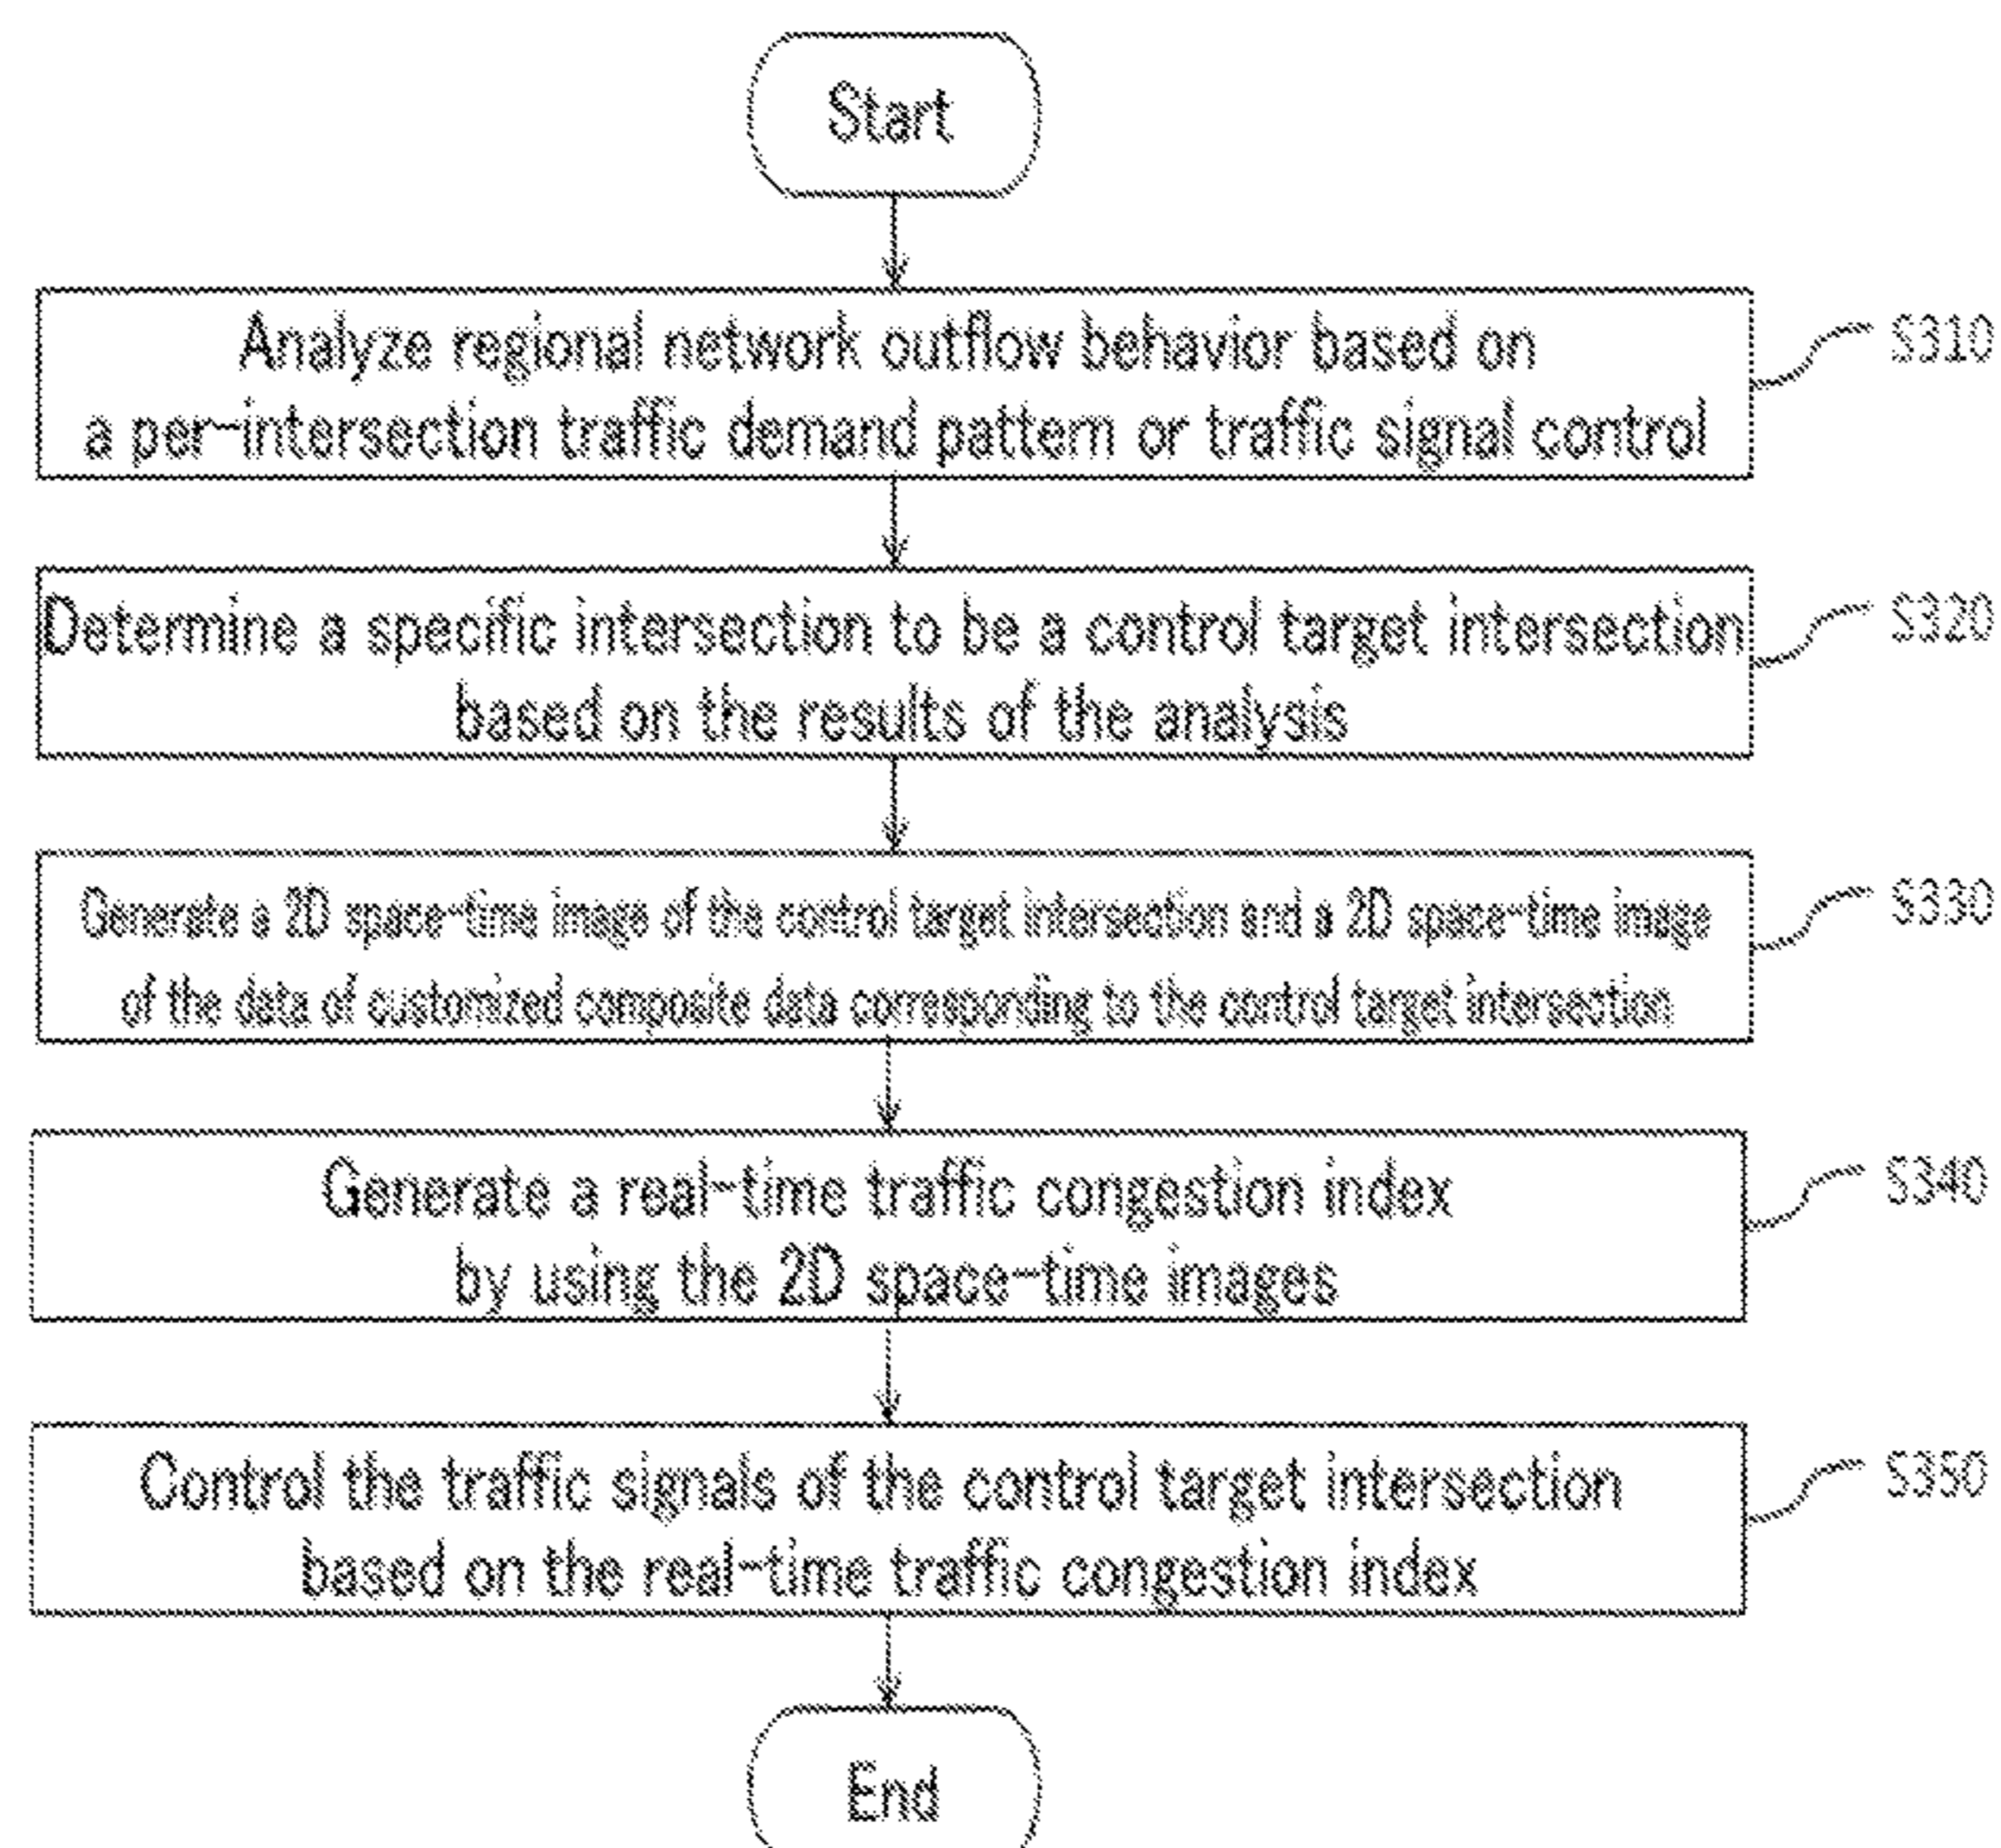 Start
Analyze regional network outflow behavior based on
a per-intersection traffic demand pattern or traffic signal control
S310
Determine a specific intersection to be a control target intersection
based on the results of the analysis
S320
Generate a 2D space-time image of the control target intersection and a 2D space-time image
of the data of customized composite data corresponding to the control target intersection
S330
Generate a real-time traffic congestion index
by using the 2D space-time images
S340
Control the traffic signals of the control target intersection
based on the real-time traffic congestion index
S350
End